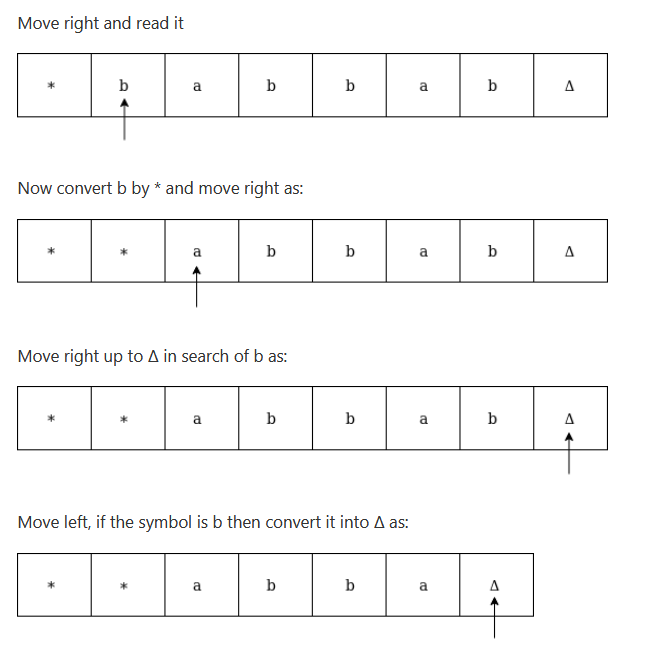 Move right and read it
* b a b b a b Δ
Now convert b by * and move right as:
* * a b b a b Δ
Move right up to Δ in search of b as:
* * a b b a b Δ
Move left, if the symbol is b then convert it into Δ as:
* * a b b a Δ